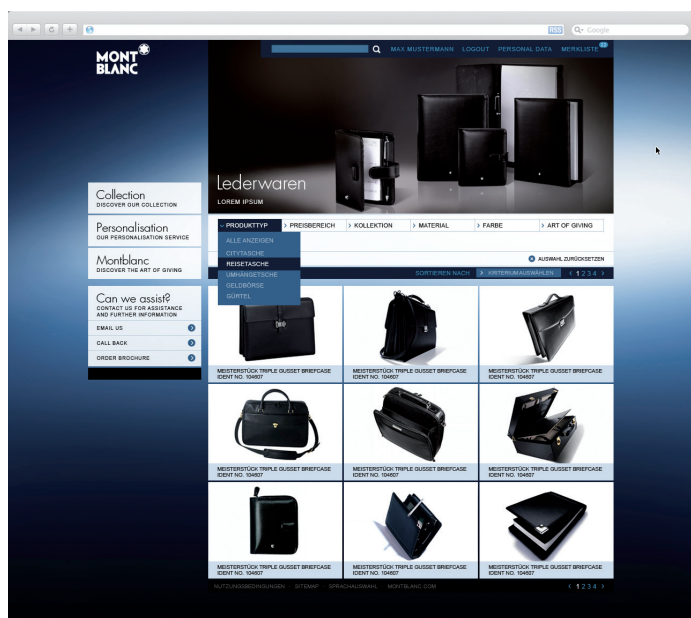 RSS
Google
MONT
BLANC
MAX MUSTERMANN LOGOUT PERSONAL DATA MERKLISTE
Lederwaren
LOREM IPSUM
Collection
DISCOVER OUR COLLECTION
Personalisation
OUR PERSONALISATION SERVICE
Montblanc
DISCOVER THE ART OF GIVING
Can we assist?
CONTACT US FOR ASSISTANCE
AND FURTHER INFORMATION
EMAIL US
CALL BACK
ORDER BROCHURE
PRODUKTTYP > PREISBEREICH > KOLLEKTION > MATERIAL > FARBE > ART OF GIVING
ALLE ANZEIGEN
CITYTASCHE
REISETASCHE
UMHANGETSCHE
GELDBÖRSE
GÜRTEL
AUSWAHL ZURÜCKSETZEN
SORTIEREN NACH > KRITERIUM AUSWÄHLEN < 1 2 3 4 >
MEISTERSTÜCK TRIPLE GUSSET BRIEFCASE
IDENT NO. 104607
MEISTERSTÜCK TRIPLE GUSSET BRIEFCASE
IDENT NO. 104607
MEISTERSTÜCK TRIPLE GUSSET BRIEFCASE
IDENT NO. 104607
MEISTERSTÜCK TRIPLE GUSSET BRIEFCASE
IDENT NO. 104607
MEISTERSTÜCK TRIPLE GUSSET BRIEFCASE
IDENT NO. 104607
MEISTERSTÜCK TRIPLE GUSSET BRIEFCASE
IDENT NO. 104607
MEISTERSTÜCK TRIPLE GUSSET BRIEFCASE
IDENT NO. 104607
MEISTERSTÜCK TRIPLE GUSSET BRIEFCASE
IDENT NO. 104607
MEISTERSTÜCK TRIPLE GUSSET BRIEFCASE
IDENT NO. 104607
NUTZUNGSBEDINGUNGEN SITEMAP SPRACHAUSWAHL MONTBLANC.COM < 1 2 3 4 >